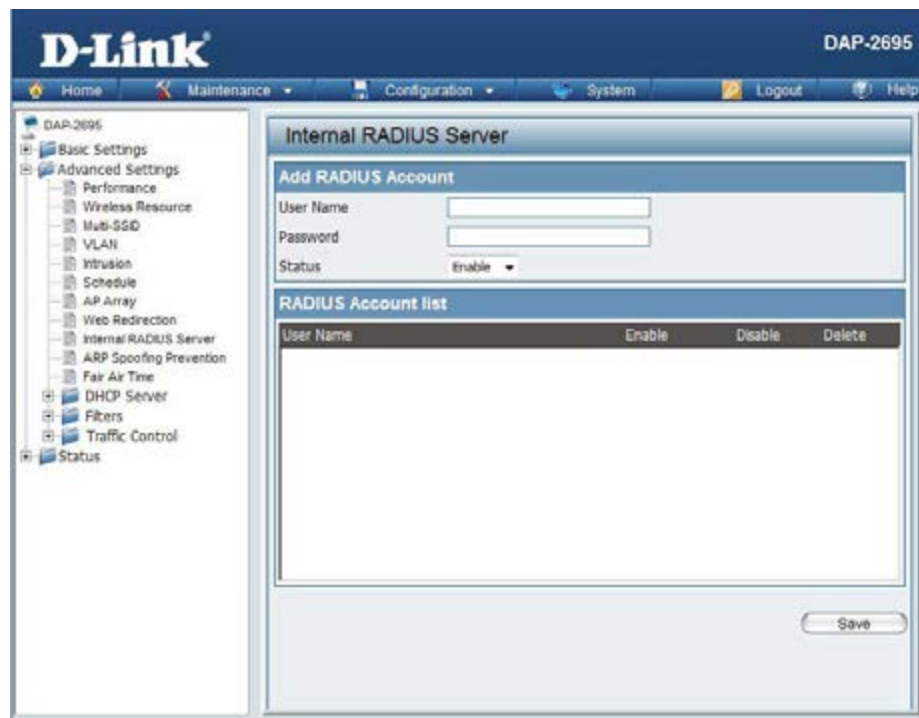 D-Link
DAP-2695
Home Maintenance Configuration System Logout Help
DAP-2695
Basic Settings
Advanced Settings
Performance
Wireless Resource
Multi-SSID
VLAN
Intrusion
Schedule
AP Array
Web Redirection
Internal RADIUS Server
ARP Spoofing Prevention
Fair Air Time
DHCP Server
Filters
Traffic Control
Status
Internal RADIUS Server
Add RADIUS Account
User Name
Password
Status Enable
RADIUS Account list
User Name Enable Disable Delete
Save